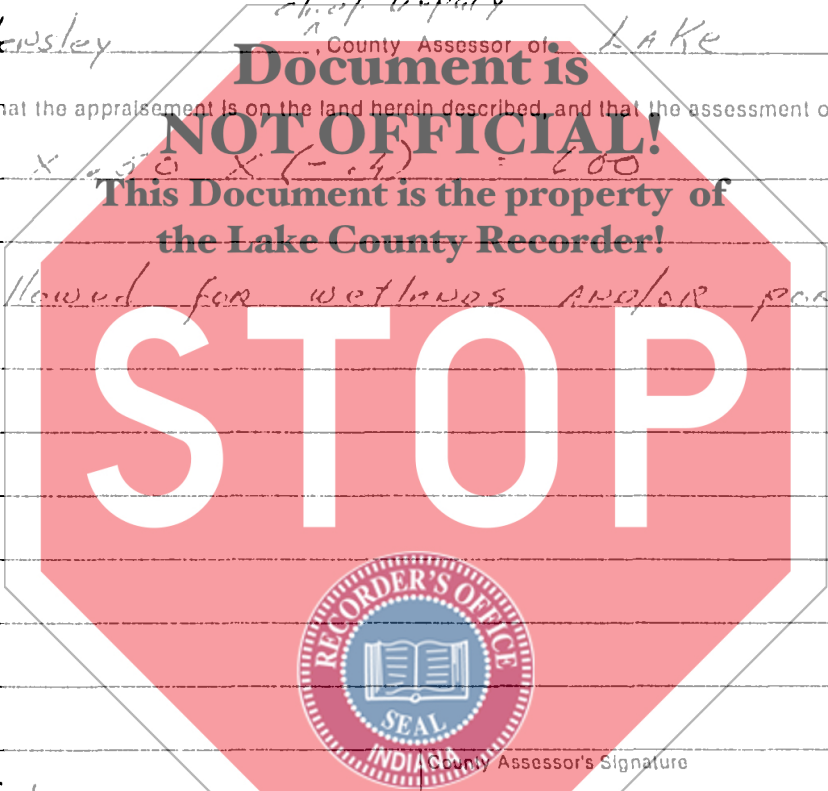 chief Deputy
, County Assessor of LAKE
Document is
hat the appraisement is on the land herein described, and that the assessment o
NOT OFFICIAL!
This Document is the property of
the Lake County Recorder!
FOR wetlands AND/OR
STOP
RECORDER'S OFFICE
SEAL
INDIANA
County Assessor's Signature